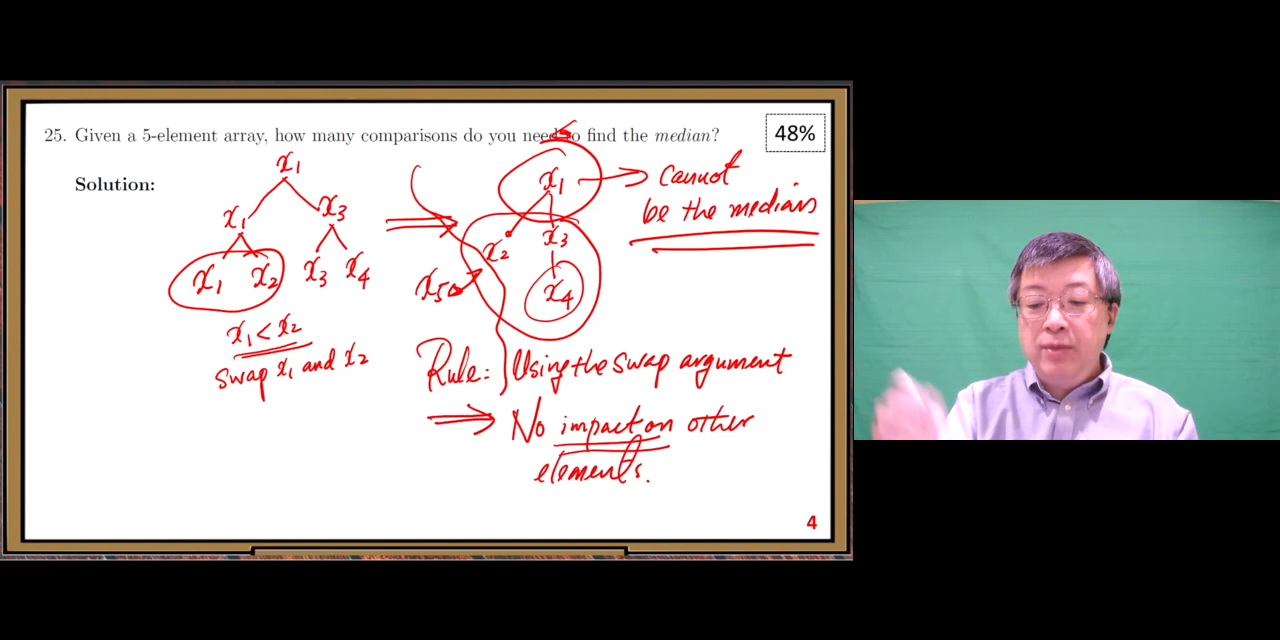 25. Given a 5-element array, how many comparisons do you need to find the median?
48%
Solution:
x1
x1 x3
x1 x2 x3 x4
x1 < x2
swap x1 and x2
x1
cannot
be the medians
x2 x3
x5 x4
Rule: Using the swap argument
No impact on other
elements.
4